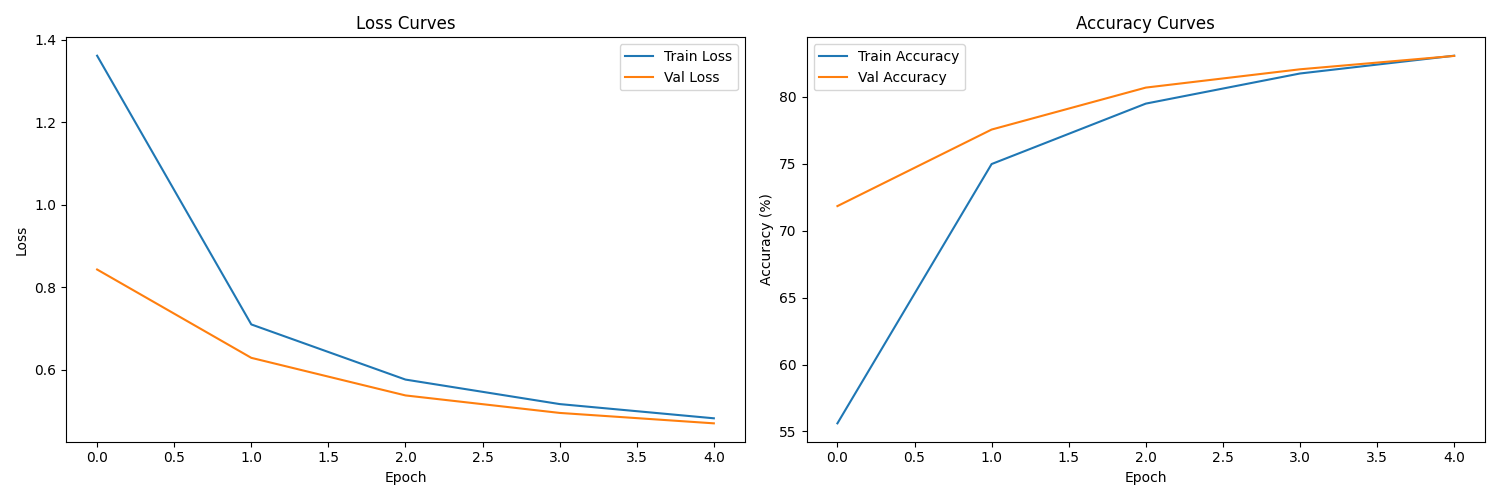 Loss Curves
1.4
1.2
1.0
0.8
0.6
Loss
Train Loss
Val Loss
0.0 0.5 1.0 1.5 2.0 2.5 3.0 3.5 4.0
Epoch
Accuracy Curves
80
75
70
65
60
55
Accuracy (%)
Train Accuracy
Val Accuracy
0.0 0.5 1.0 1.5 2.0 2.5 3.0 3.5 4.0
Epoch